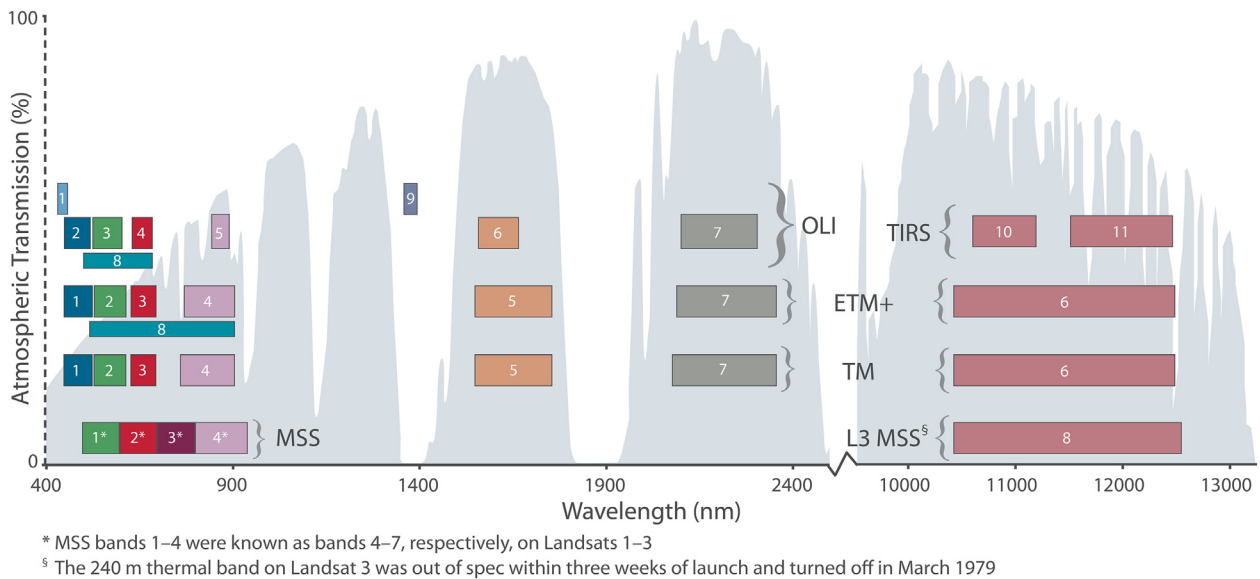 100
Atmospheric Transmission (%)
0
1 9
2 3 4 5 6 7 OLI TIRS 10 11
8
1 2 3 4 5 7 ETM+ 6
8
1 2 3 4 5 7 TM 6
1* 2* 3* 4* MSS L3 MSS§ 8
400 900 1400 1900 2400 10000 11000 12000 13000
Wavelength (nm)
* MSS bands 1–4 were known as bands 4–7, respectively, on Landsats 1–3
§ The 240 m thermal band on Landsat 3 was out of spec within three weeks of launch and turned off in March 1979